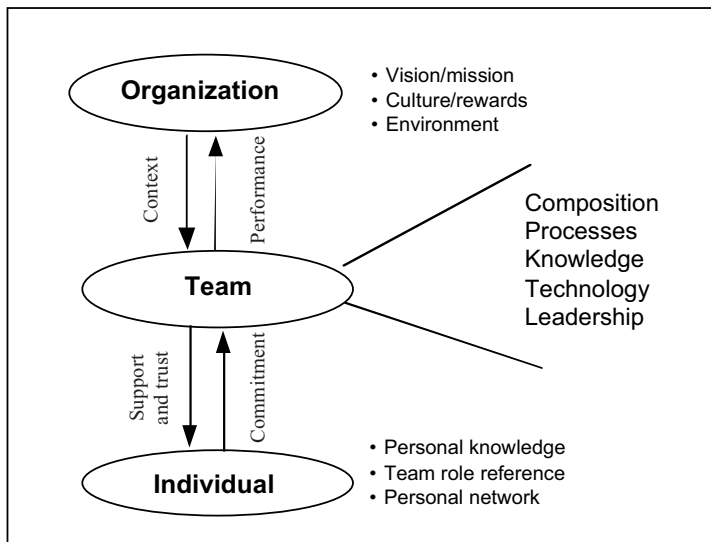 Organization
• Vision/mission
• Culture/rewards
• Environment
Context
Performance
Composition
Processes
Knowledge
Technology
Leadership
Team
Support
and trust
Commitment
Individual
• Personal knowledge
• Team role reference
• Personal network